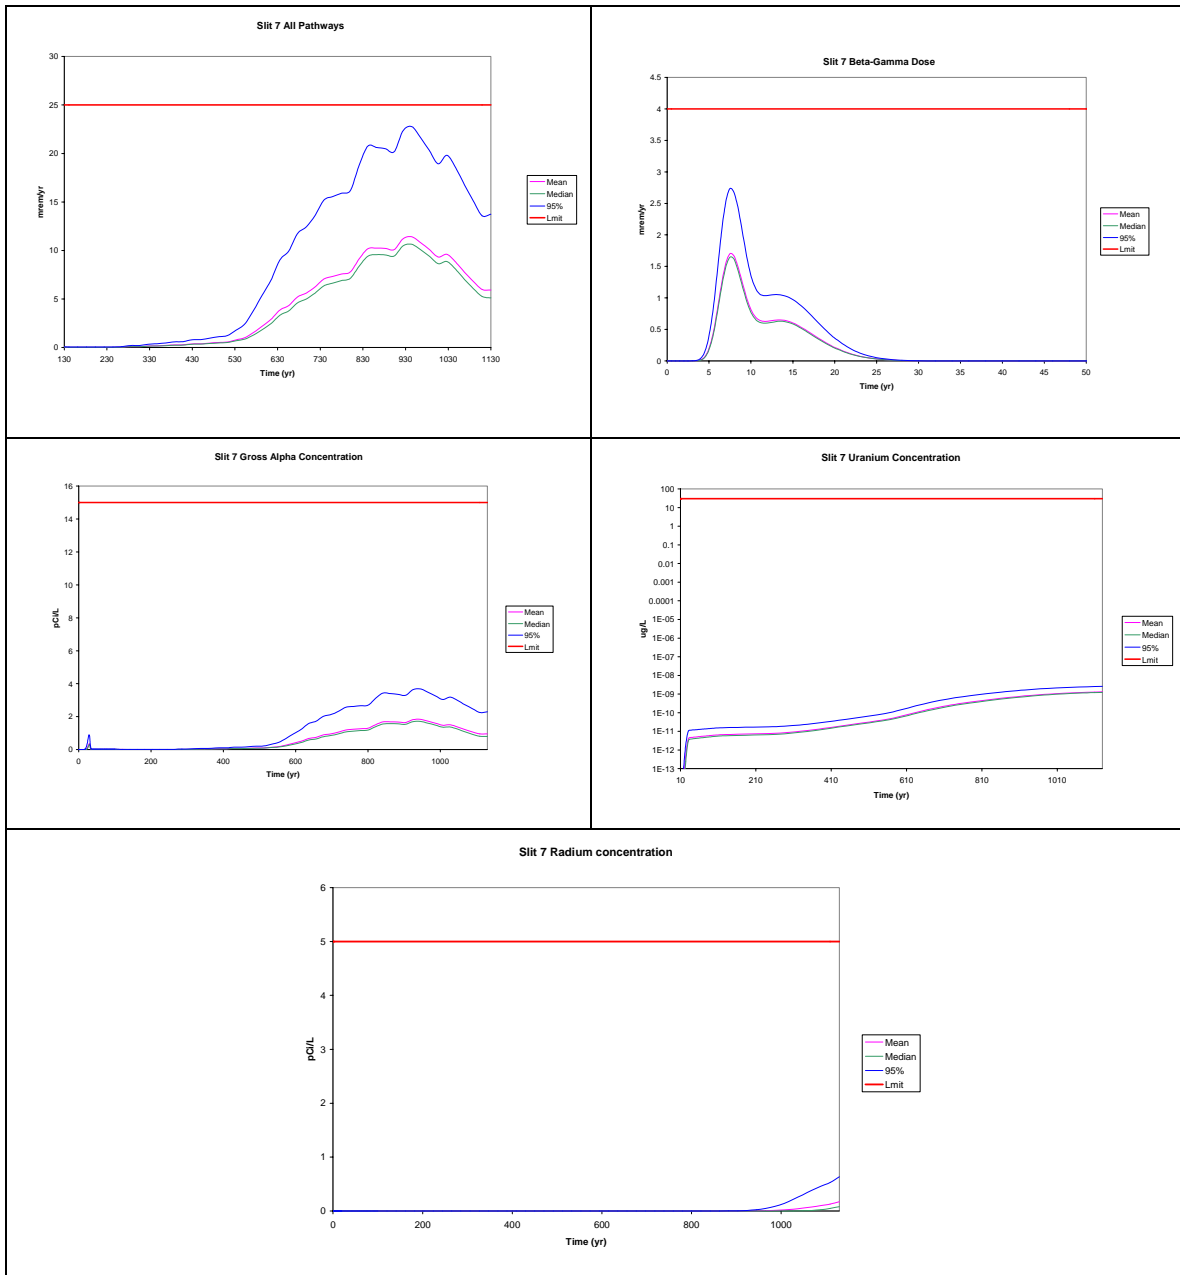 Slit 7 All Pathways
30
25
20
15
10
5
0
mrem/yr
130 230 330 430 530 630 730 830 930 1030 1130
Time (yr)
Mean
Median
95%
Lmit
Slit 7 Beta-Gamma Dose
4.5
4
3.5
3
2.5
2
1.5
1
0.5
0
mrem/yr
0 5 10 15 20 25 30 35 40 45 50
Time (yr)
Mean
Median
95%
Lmit
Slit 7 Gross Alpha Concentration
16
14
12
10
8
6
4
2
0
pCi/L
0 200 400 600 800 1000
Time (yr)
Mean
Median
95%
Lmit
Slit 7 Uranium Concentration
100
10
1
0.1
0.01
0.001
0.0001
1E-05
1E-06
1E-07
1E-08
1E-09
1E-10
1E-11
1E-12
1E-13
ug/L
10 210 410 610 810 1010
Time (yr)
Mean
Median
95%
Lmit
Slit 7 Radium concentration
6
5
4
3
2
1
0
pCi/L
0 200 400 600 800 1000
Time (yr)
Mean
Median
95%
Lmit